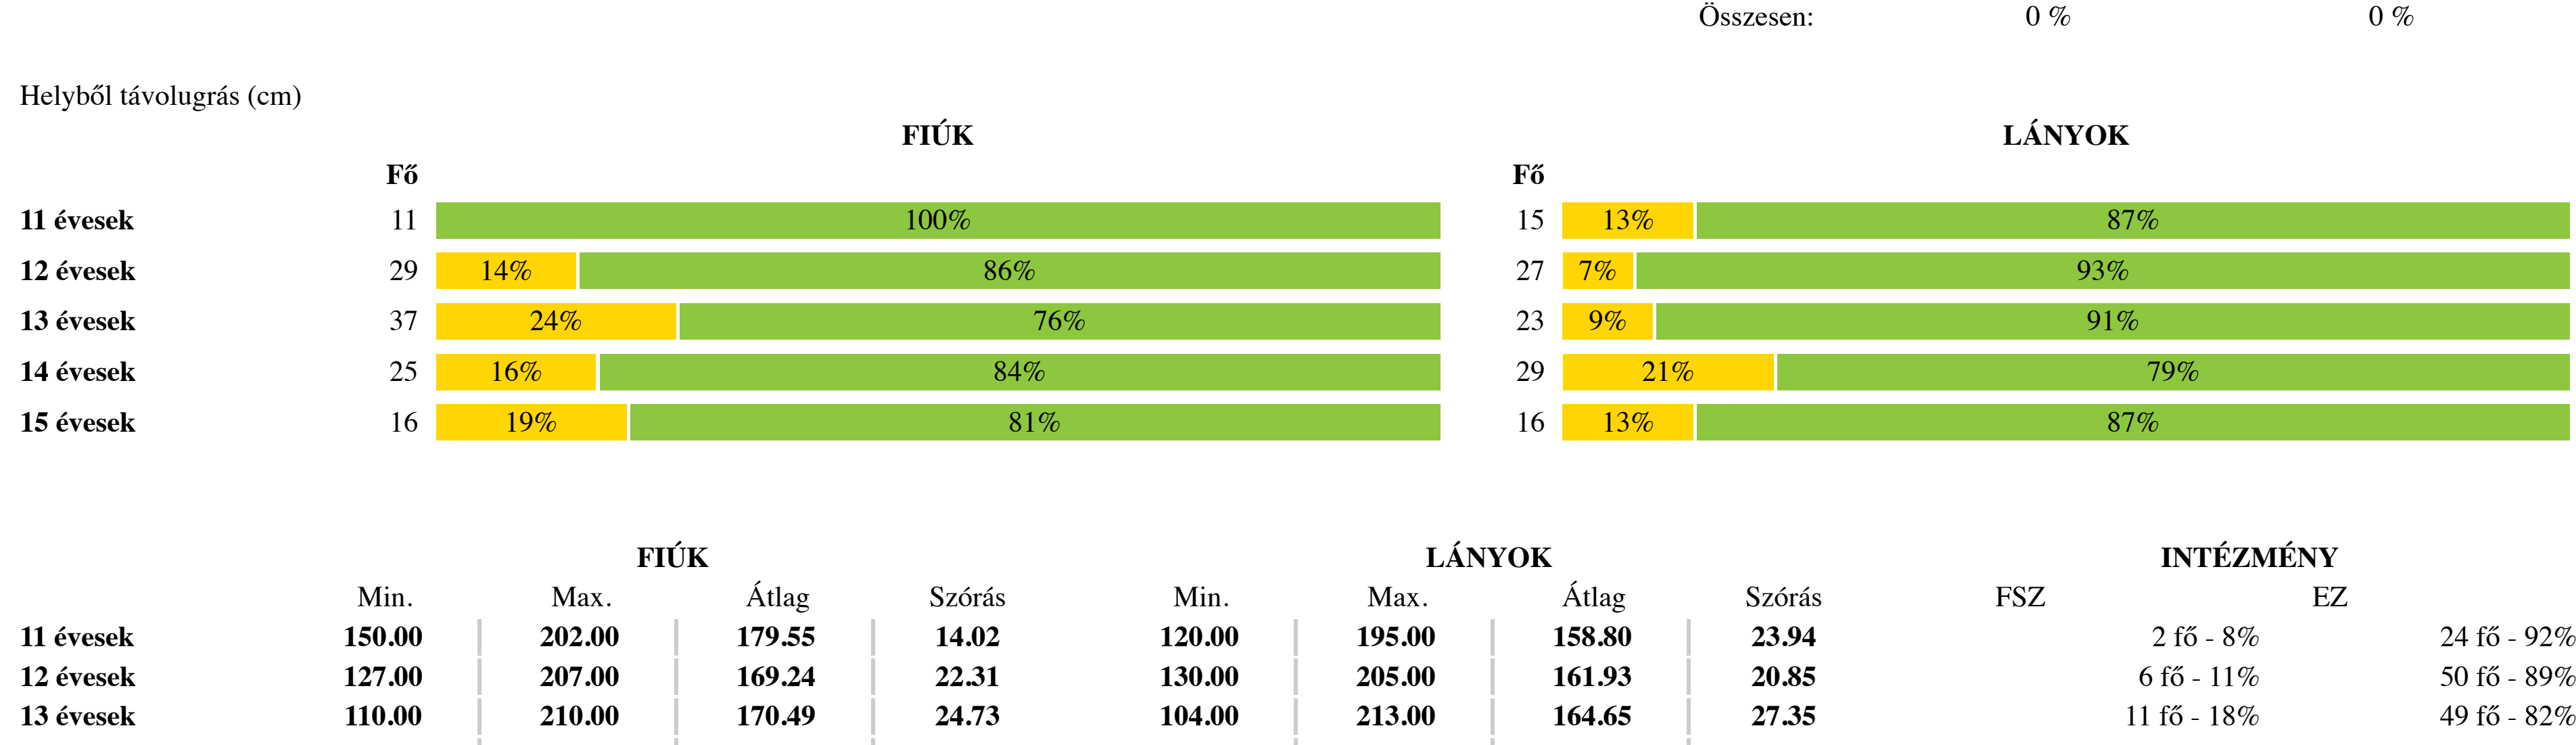 Összesen: 0 % 0 %
Helyből távolugrás (cm)
FIÚK LÁNYOK
Fő Fő
11 évesek 11 100% 15 13% 87%
12 évesek 29 14% 86% 27 7% 93%
13 évesek 37 24% 76% 23 9% 91%
14 évesek 25 16% 84% 29 21% 79%
15 évesek 16 19% 81% 16 13% 87%
FIÚK LÁNYOK INTÉZMÉNY
Min. Max. Átlag Szórás Min. Max. Átlag Szórás FSZ EZ
11 évesek 150.00 202.00 179.55 14.02 120.00 195.00 158.80 23.94 2 fő - 8% 24 fő - 92%
12 évesek 127.00 207.00 169.24 22.31 130.00 205.00 161.93 20.85 6 fő - 11% 50 fő - 89%
13 évesek 110.00 210.00 170.49 24.73 104.00 213.00 164.65 27.35 11 fő - 18% 49 fő - 82%